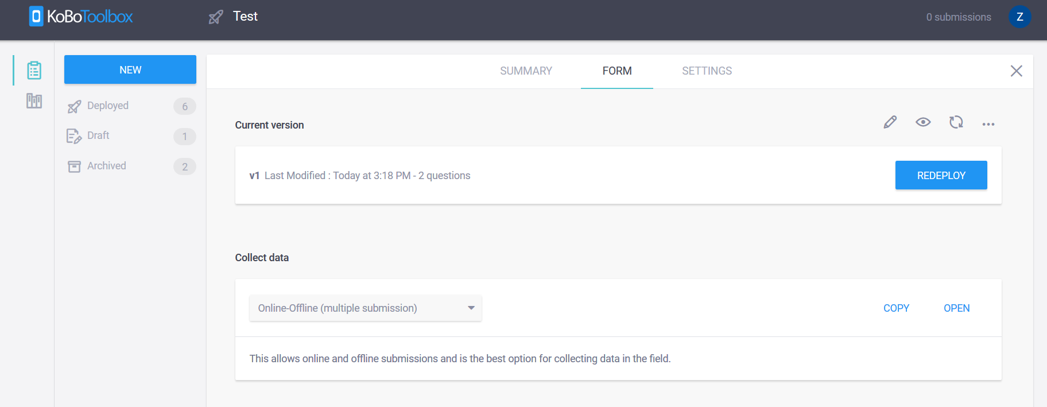 KoBoToolbox
Test
0 submissions
Z
NEW
Deployed 6
Draft 1
Archived 2
SUMMARY FORM SETTINGS
Current version
v1 Last Modified : Today at 3:18 PM - 2 questions
REDEPLOY
Collect data
Online-Offline (multiple submission)
COPY OPEN
This allows online and offline submissions and is the best option for collecting data in the field.